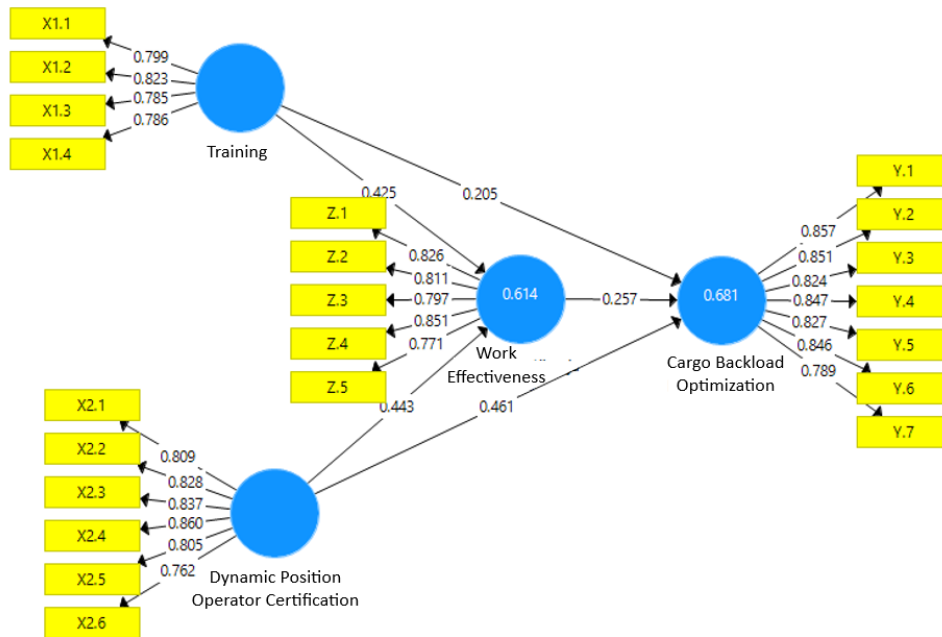 X1.1
X1.2
X1.3
X1.4
0.799
0.823
0.785
0.786
Training
0.425
0.205
Z.1
Z.2
Z.3
Z.4
Z.5
0.826
0.811
0.797
0.851
0.771
0.614
Work
Effectiveness
0.257
0.681
Cargo Backload
Optimization
0.857
0.851
0.824
0.847
0.827
0.846
0.789
Y.1
Y.2
Y.3
Y.4
Y.5
Y.6
Y.7
0.443
0.461
X2.1
X2.2
X2.3
X2.4
X2.5
X2.6
0.809
0.828
0.837
0.860
0.805
0.762
Dynamic Position
Operator Certification